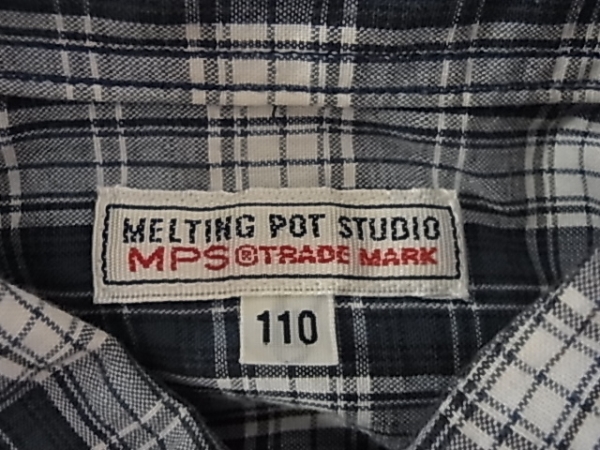 MELTING POT STUDIO
MPS®TRADE MARK
110